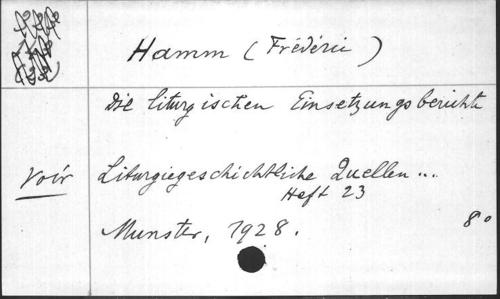 Hamm (Frédéric)
Die liturgischen Einsetzungsberichte
Voir Liturgiegeschichtliche Quellen...
Heft 23
Munster, 1928. 8°